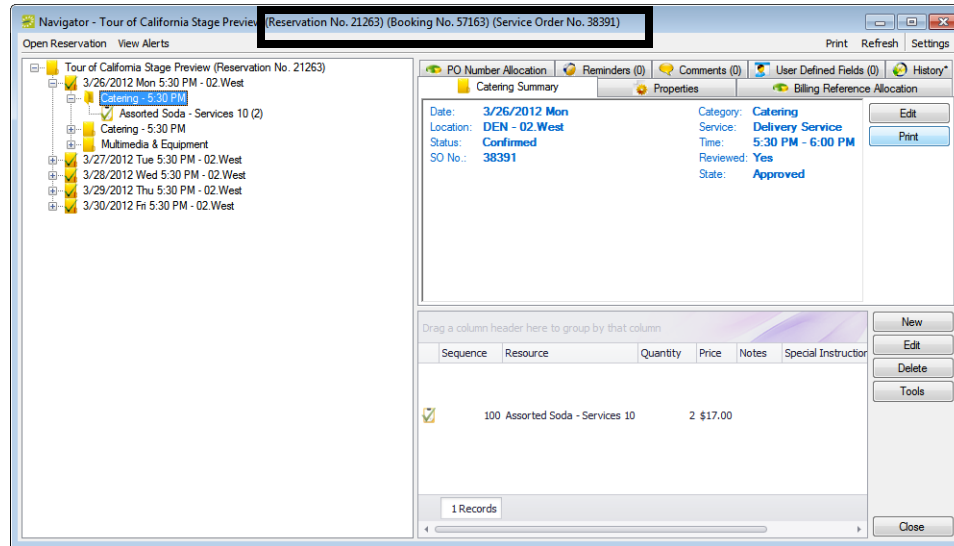 Navigator - Tour of California Stage Preview (Reservation No. 21263) (Booking No. 57163) (Service Order No. 38391)
Open Reservation View Alerts Print Refresh Settings
Tour of California Stage Preview (Reservation No. 21263)
3/26/2012 Mon 5:30 PM - 02.West
Catering - 5:30 PM
Assorted Soda - Services 10 (2)
Catering - 5:30 PM
Multimedia & Equipment
3/27/2012 Tue 5:30 PM - 02.West
3/28/2012 Wed 5:30 PM - 02.West
3/29/2012 Thu 5:30 PM - 02.West
3/30/2012 Fri 5:30 PM - 02.West
PO Number Allocation Reminders (0) Comments (0) User Defined Fields (0) History*
Catering Summary Properties Billing Reference Allocation
Date: 3/26/2012 Mon Category: Catering
Location: DEN - 02.West Service: Delivery Service
Status: Confirmed Time: 5:30 PM - 6:00 PM
SO No.: 38391 Reviewed: Yes
State: Approved
Edit
Print
Drag a column header here to group by that column
Sequence Resource Quantity Price Notes Special Instruction
100 Assorted Soda - Services 10 2 $17.00
1 Records
New
Edit
Delete
Tools
Close